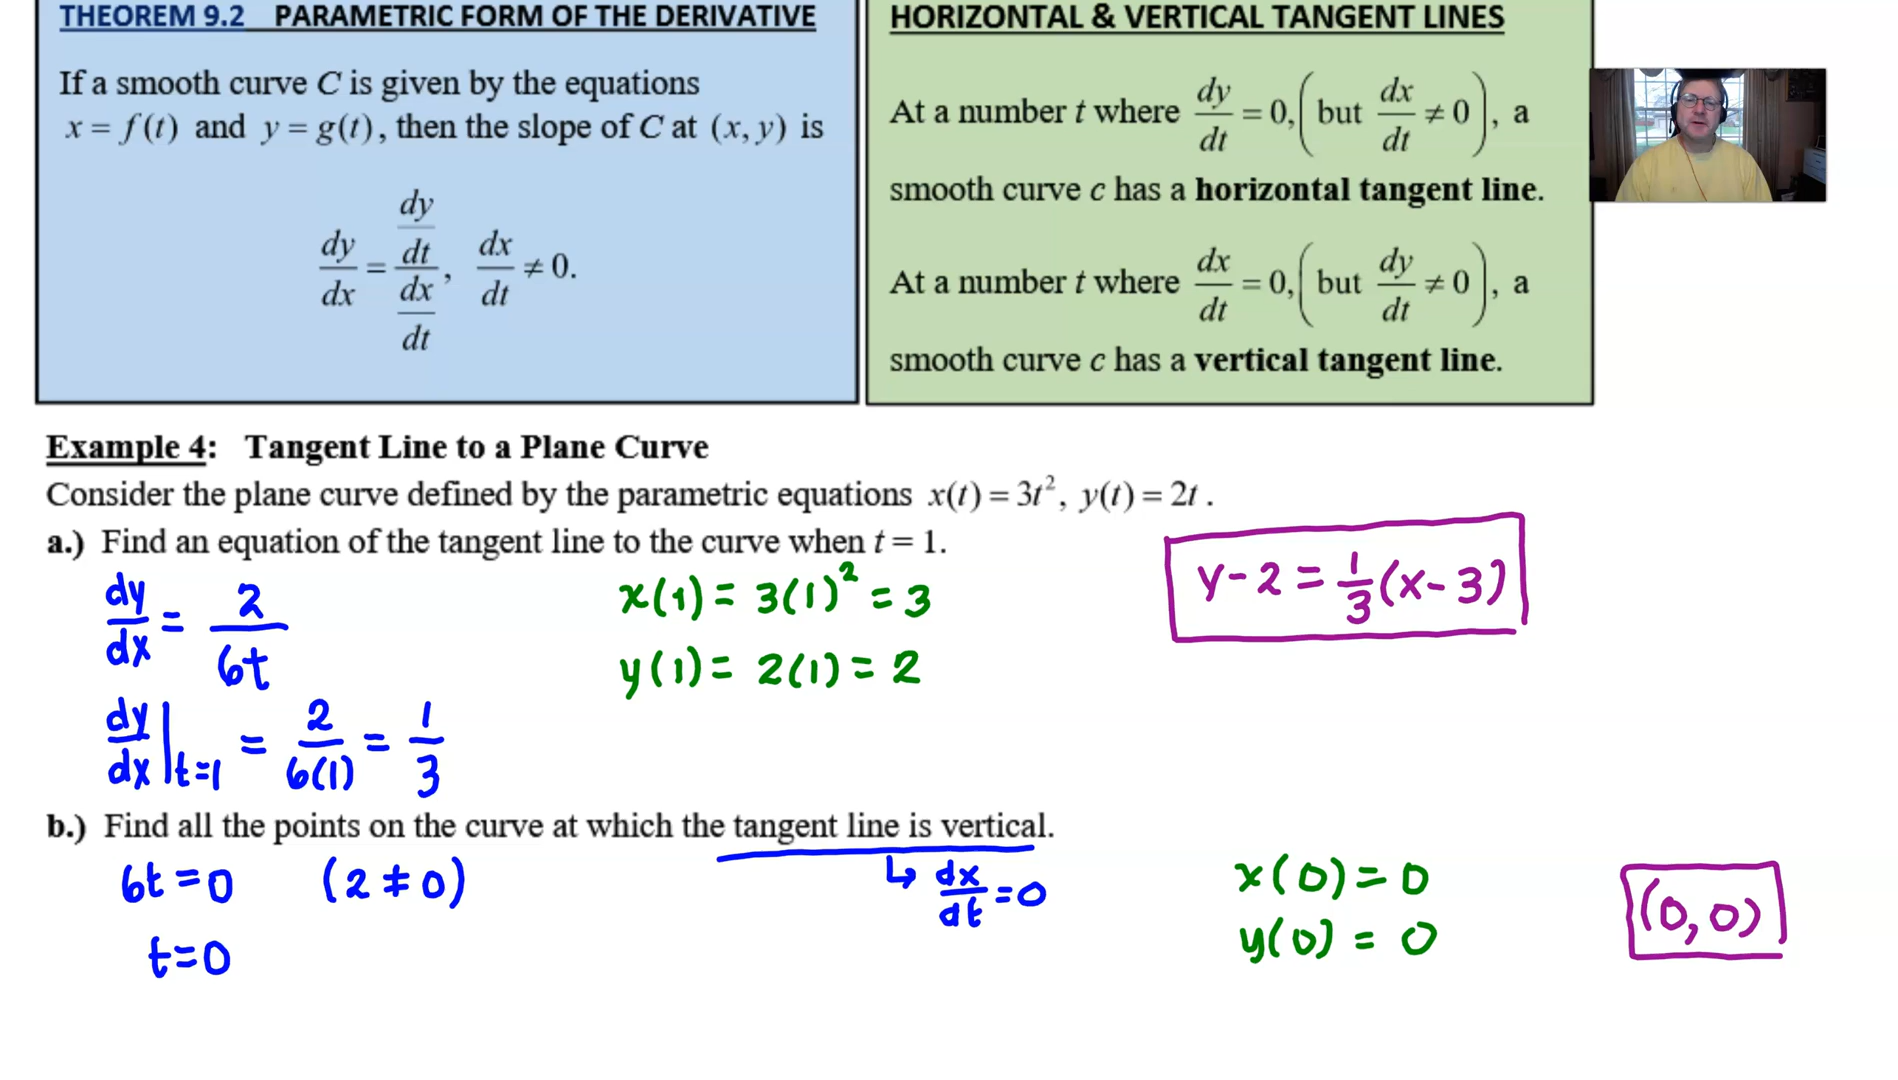 THEOREM 9.2 PARAMETRIC FORM OF THE DERIVATIVE
If a smooth curve C is given by the equations
x = f(t) and y = g(t), then the slope of C at (x, y) is
dy/dx = (dy/dt)/(dx/dt), dx/dt ≠ 0.
HORIZONTAL & VERTICAL TANGENT LINES
At a number t where dy/dt = 0, (but dx/dt ≠ 0), a
smooth curve c has a horizontal tangent line.
At a number t where dx/dt = 0, (but dy/dt ≠ 0), a
smooth curve c has a vertical tangent line.
Example 4: Tangent Line to a Plane Curve
Consider the plane curve defined by the parametric equations x(t) = 3t², y(t) = 2t .
a.) Find an equation of the tangent line to the curve when t = 1.
dy/dx = 2/6t
dy/dx |t=1 = 2/6(1) = 1/3
x(1) = 3(1)² = 3
y(1) = 2(1) = 2
y - 2 = 1/3 (x - 3)
b.) Find all the points on the curve at which the tangent line is vertical.
6t = 0 (2 ≠ 0)
t = 0
↳ dx/dt = 0
x(0) = 0
y(0) = 0
(0, 0)